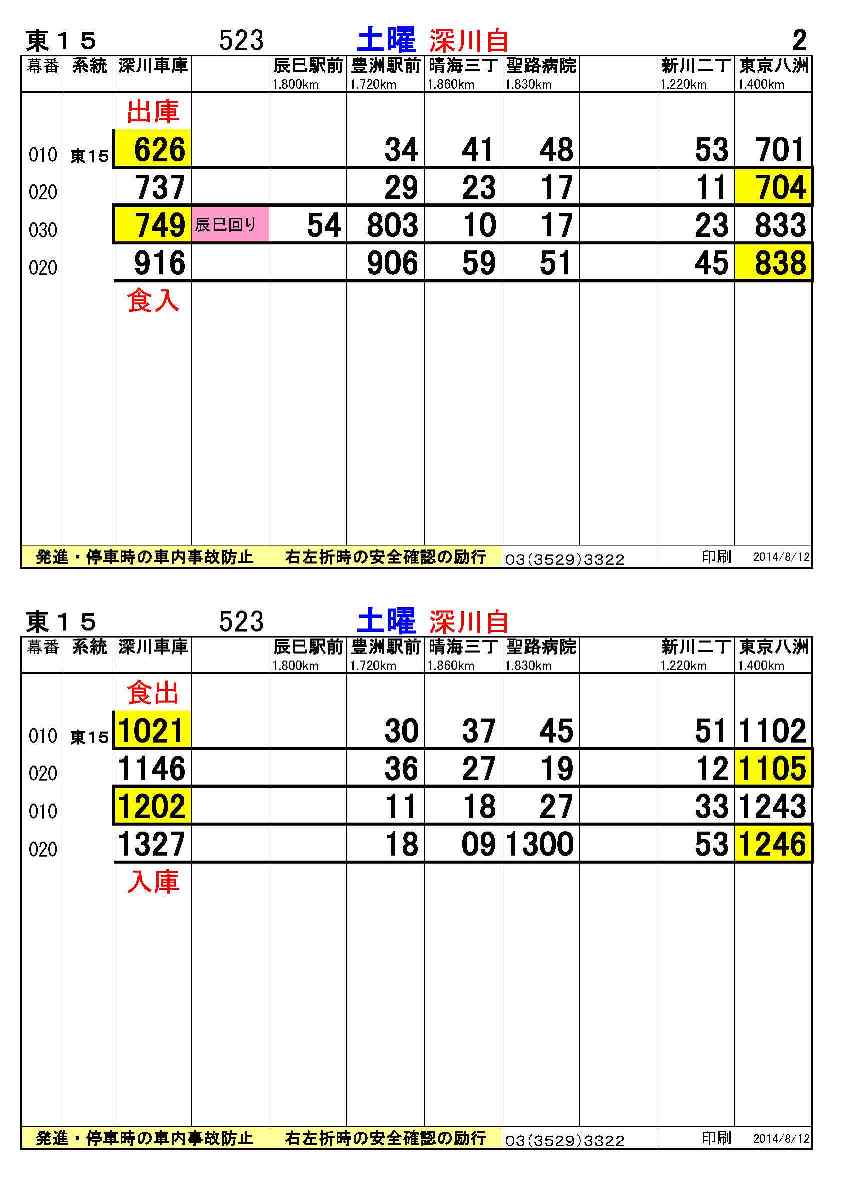 東１５ 523 土曜 深川自 2
幕番 系統 深川車庫 辰巳駅前 豊洲駅前 晴海三丁 聖路病院 新川二丁 東京八洲
1.800km 1.720km 1.860km 1.830km 1.220km 1.400km
出庫
010 東15 626 34 41 48 53 701
020 737 29 23 17 11 704
030 749 辰巳回り 54 803 10 17 23 833
020 916 906 59 51 45 838
食入
発進・停車時の車内事故防止 右左折時の安全確認の励行 03(3529)3322 印刷 2014/8/12
東１５ 523 土曜 深川自
幕番 系統 深川車庫 辰巳駅前 豊洲駅前 晴海三丁 聖路病院 新川二丁 東京八洲
1.800km 1.720km 1.860km 1.830km 1.220km 1.400km
食出
010 東15 1021 30 37 45 51 1102
020 1146 36 27 19 12 1105
010 1202 11 18 27 33 1243
020 1327 18 09 1300 53 1246
入庫
発進・停車時の車内事故防止 右左折時の安全確認の励行 03(3529)3322 印刷 2014/8/12